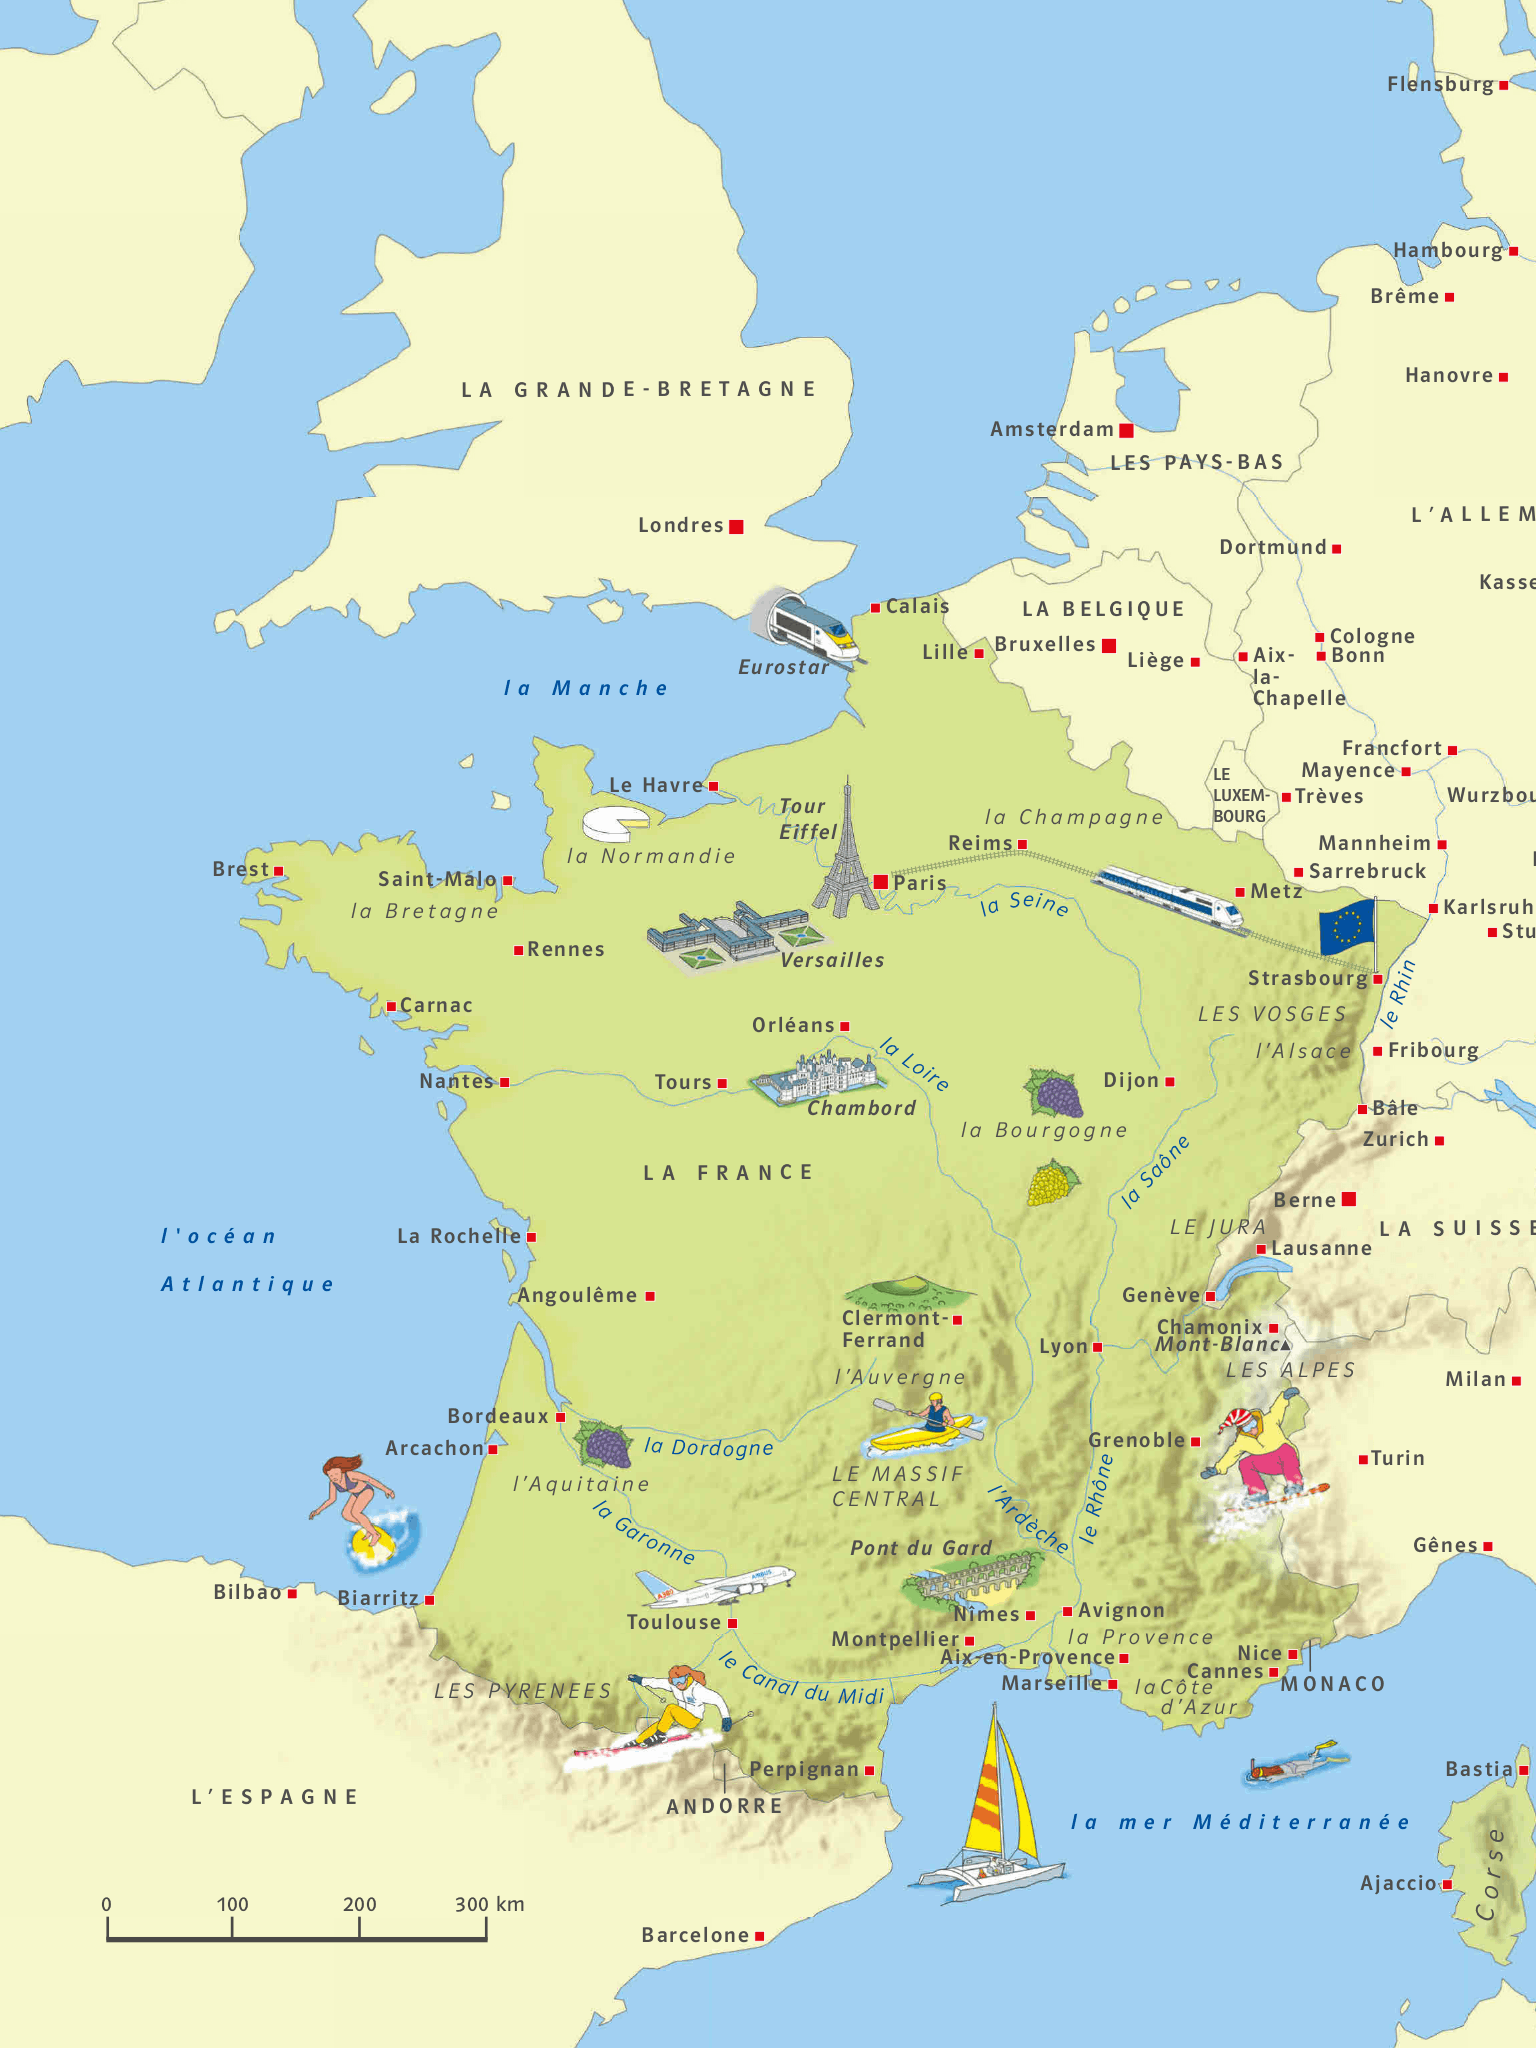 Flensburg
Hambourg
Brême
Hanovre
LA GRANDE-BRETAGNE
Amsterdam
LES PAYS-BAS
L'ALLEM
Londres
Dortmund
Kasse
Calais
LA BELGIQUE
Lille
Bruxelles
Liège
Cologne
Bonn
Aix-
la-
Chapelle
Eurostar
la Manche
Francfort
Mayence
LE
LUXEM-
BOURG
Trèves
Wurzbou
Le Havre
Tour
Eiffel
la Champagne
Reims
Mannheim
la Normandie
Brest
Saint-Malo
Paris
Sarrebruck
Metz
la Bretagne
la Seine
Karlsruh
Stu
Rennes
Versailles
Strasbourg
le Rhin
Carnac
LES VOSGES
Orléans
la Loire
l'Alsace
Fribourg
Nantes
Tours
Chambord
Dijon
Bâle
la Bourgogne
Zurich
LA FRANCE
la Saône
Berne
l'océan
Atlantique
La Rochelle
LE JURA
LA SUISSE
Lausanne
Angoulême
Genève
Clermont-
Ferrand
Chamonix
Mont-Blanc
Lyon
l'Auvergne
LES ALPES
Milan
Bordeaux
Arcachon
la Dordogne
Grenoble
Turin
l'Aquitaine
LE MASSIF
CENTRAL
la Garonne
l'Ardèche
le Rhône
Pont du Gard
Gênes
AIRBUS
A380
Bilbao
Biarritz
Toulouse
Nîmes
Avignon
Montpellier
la Provence
Aix-en-Provence
Nice
Cannes
MONACO
Marseille
la Côte
d'Azur
le Canal du Midi
LES PYRENEES
Perpignan
ANDORRE
L'ESPAGNE
Bastia
la mer Méditerranée
Corse
Ajaccio
0 100 200 300 km
Barcelone